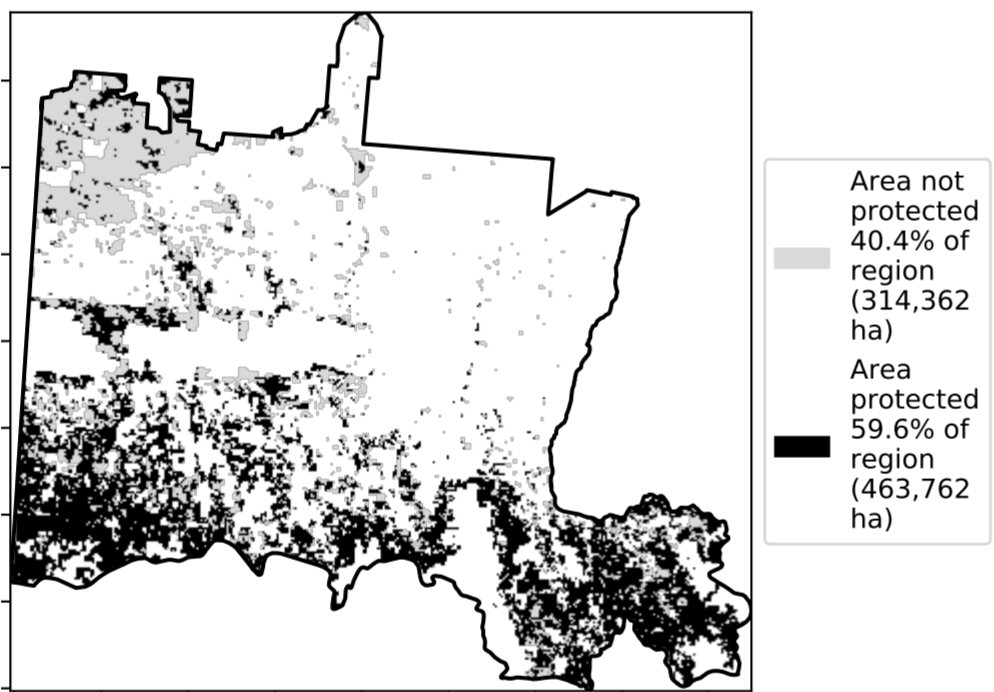 Area not
protected
40.4% of
region
(314,362
ha)
Area
protected
59.6% of
region
(463,762
ha)